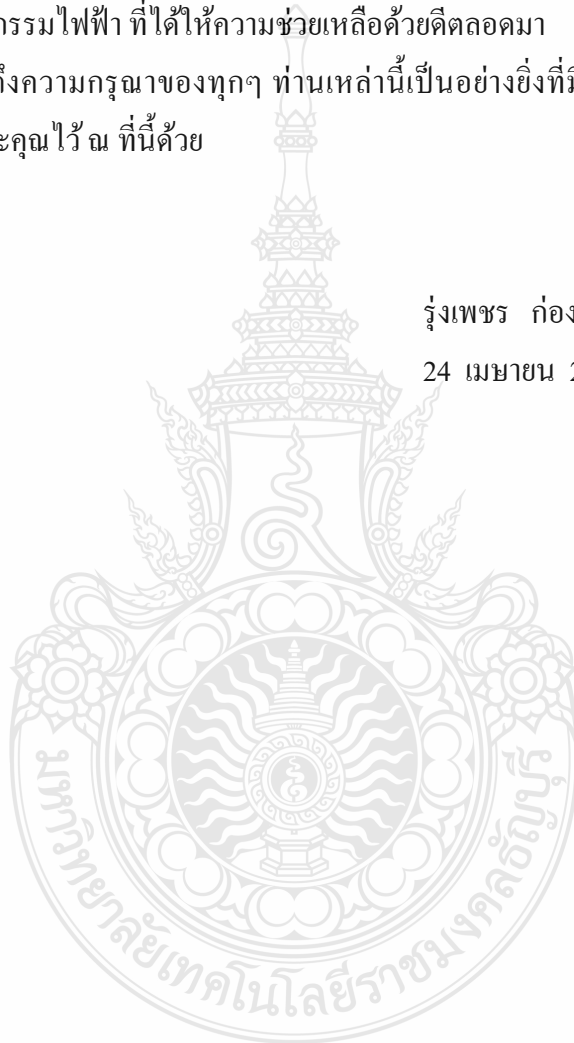 กรรมไฟฟ้า ที่ได้ให้ความช่วยเหลือด้วยดีตลอดมา
ถึงความกรุณาของทุกๆ ท่านเหล่านี้เป็นอย่างยิ่งที่มี
ะคุณไว้ ณ ที่นี้ด้วย
รุ่งเพชร ก่อง
24 เมษายน 2
มหาวิทยาลัยเทคโนโลยีราชมงคลธัญบุรี